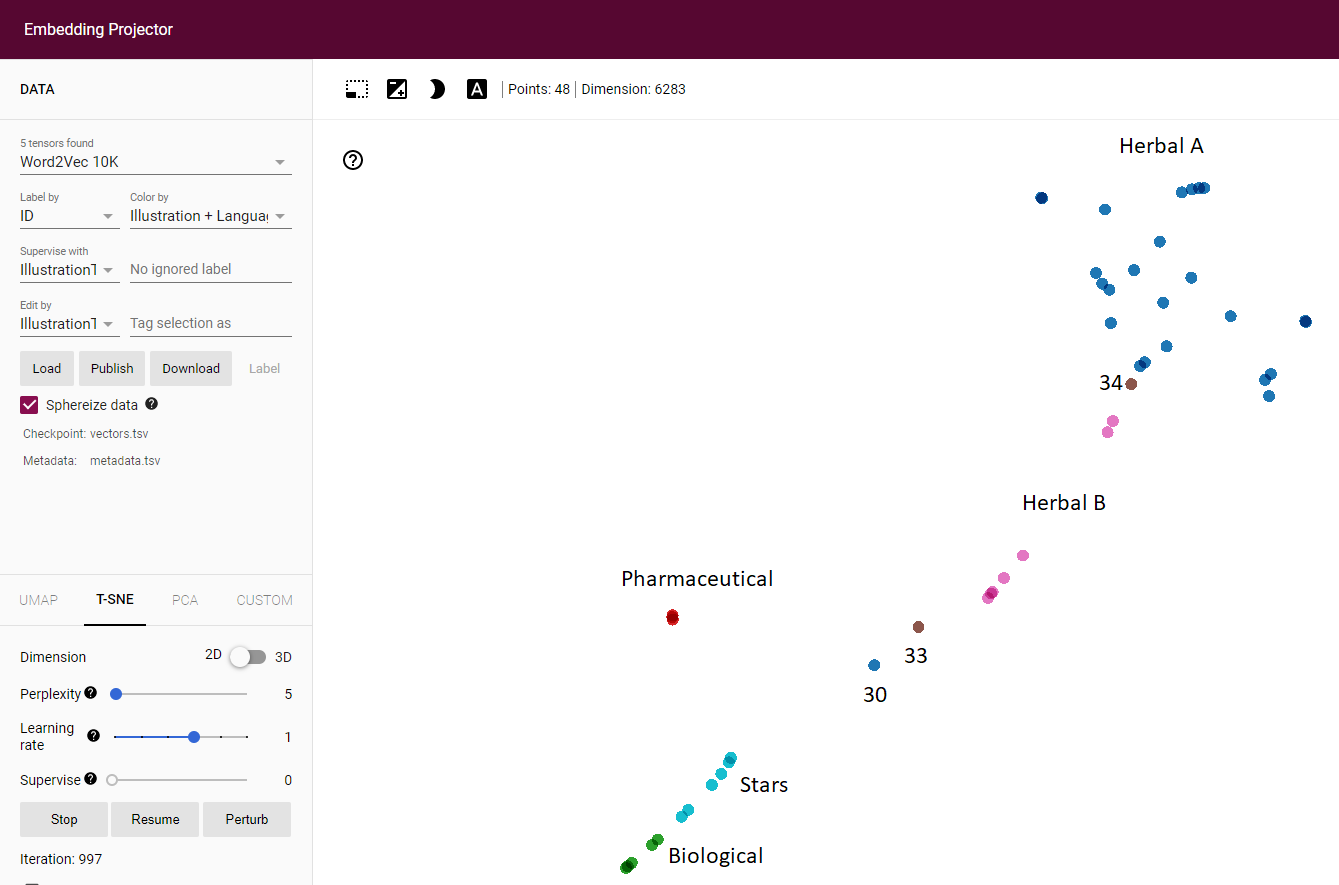 Embedding Projector
DATA
5 tensors found
Word2Vec 10K
Label by
Color by
ID
Illustration + Langua
Supervise with
IllustrationT
No ignored label
Edit by
IllustrationT
Tag selection as
Load
Publish
Download
Label
Sphereize data
Checkpoint: vectors.tsv
Metadata: metadata.tsv
UMAP
T-SNE
PCA
CUSTOM
Dimension
2D
3D
Perplexity
5
Learning
rate
1
Supervise
0
Stop
Resume
Perturb
Iteration: 997
A
Points: 48 | Dimension: 6283
Herbal A
34
Herbal B
Pharmaceutical
33
30
Stars
Biological